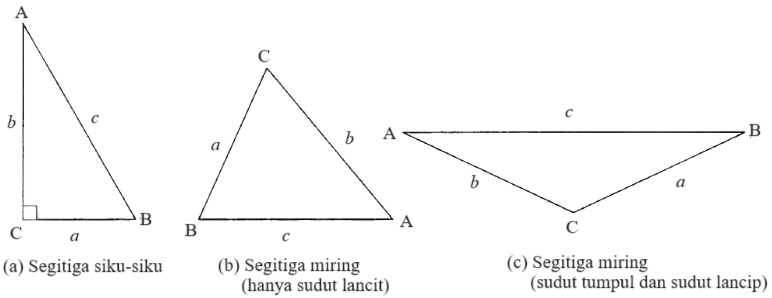 A
b
c
C
a
B
(a) Segitiga siku-siku
C
a
b
B
c
A
(b) Segitiga miring
(hanya sudut lancit)
c
A
B
b
a
C
(c) Segitiga miring
(sudut tumpul dan sudut lancip)